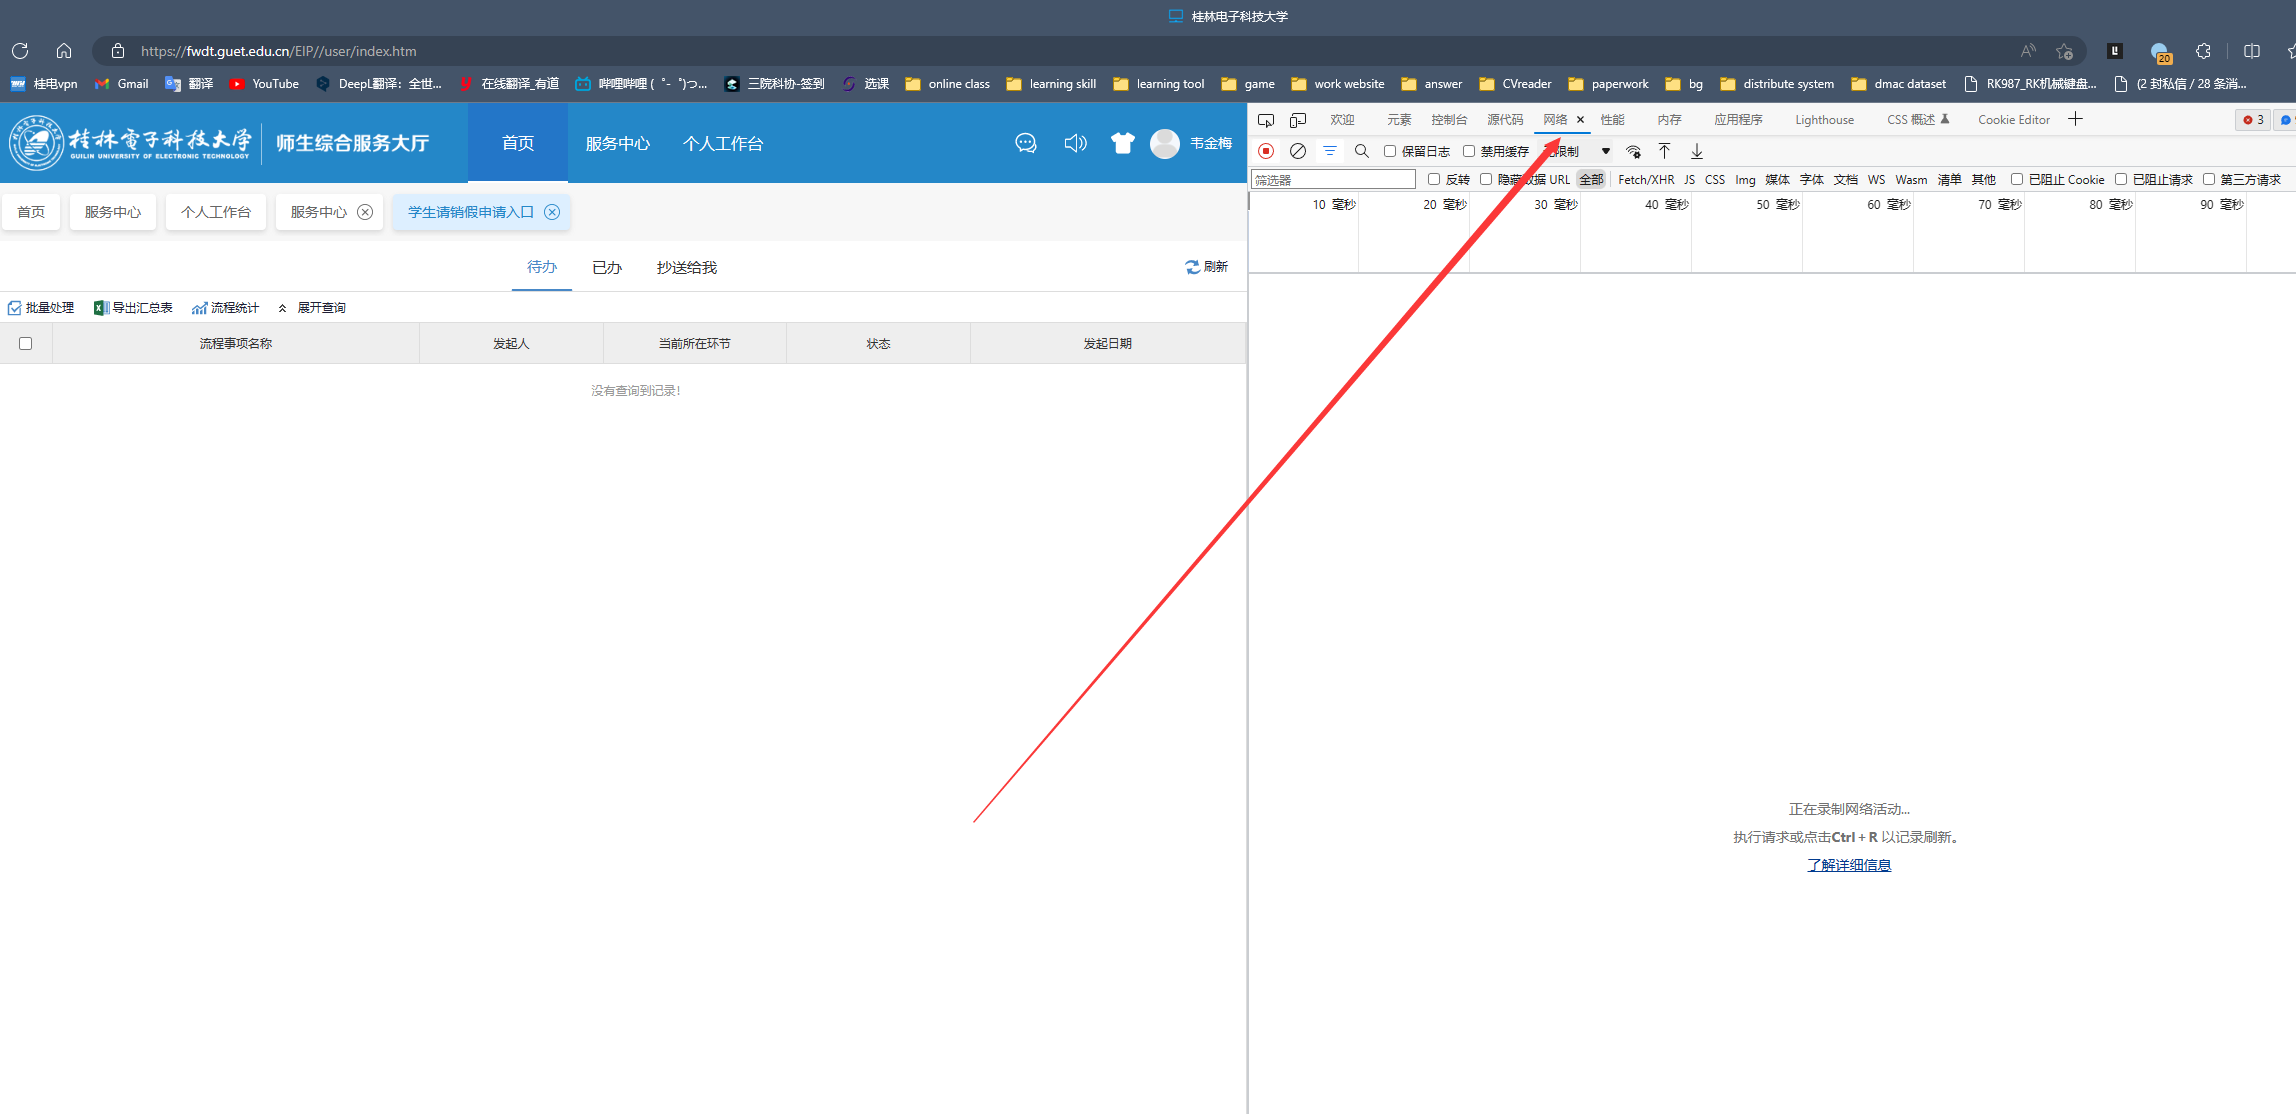 桂林电子科技大学
https://fwdt.guet.edu.cn/EIP//user/index.htm
20
桂电vpn
Gmail
翻译
YouTube
DeepL翻译：全世...
在线翻译_有道
哔哩哔哩 ( ゜- ゜)つ...
三院科协-签到
选课
online class
learning skill
learning tool
game
work website
answer
CVreader
paperwork
bg
distribute system
dmac dataset
RK987_RK机械键盘...
(2 封私信 / 28 条消...
桂林電子科技大学
GUILIN UNIVERSITY OF ELECTRONIC TECHNOLOGY
师生综合服务大厅
首页
服务中心
个人工作台
韦金梅
首页
服务中心
个人工作台
服务中心
学生请销假申请入口
待办
已办
抄送给我
刷新
批量处理
导出汇总表
流程统计
展开查询
流程事项名称
发起人
当前所在环节
状态
发起日期
没有查询到记录!
欢迎
元素
控制台
源代码
网络
性能
内存
应用程序
Lighthouse
CSS 概述
Cookie Editor
3
保留日志
禁用缓存
限制
筛选器
反转
隐藏数据 URL
全部
Fetch/XHR
JS
CSS
Img
媒体
字体
文档
WS
Wasm
清单
其他
已阻止 Cookie
已阻止请求
第三方请求
10 毫秒
20 毫秒
30 毫秒
40 毫秒
50 毫秒
60 毫秒
70 毫秒
80 毫秒
90 毫秒
正在录制网络活动...
执行请求或点击Ctrl + R 以记录刷新。
了解详细信息